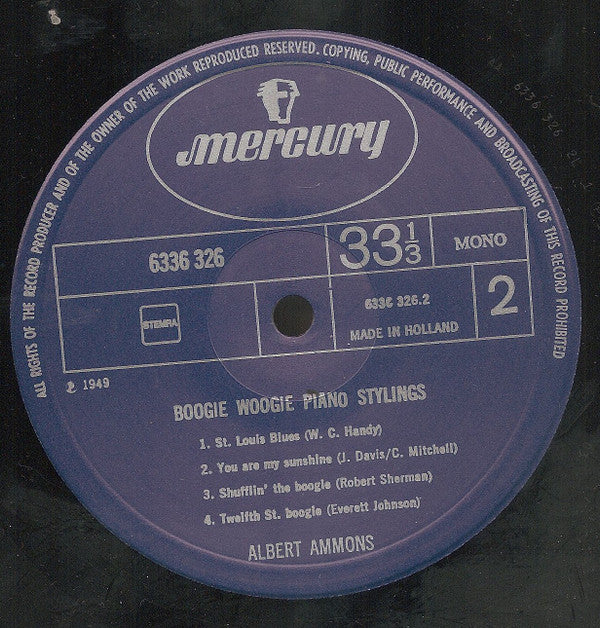 ALL RIGHTS OF THE RECORD PRODUCER AND OF THE OWNER OF THE WORK REPRODUCED RESERVED. COPYING, PUBLIC PERFORMANCE AND BROADCASTING OF THIS RECORD PROHIBITED
mercury
6336 326
33 1/3
MONO
STEMRA
6336 326.2
MADE IN HOLLAND
2
℗ 1949
BOOGIE WOOGIE PIANO STYLINGS
1. St. Louis Blues (W. C. Handy)
2. You are my sunshine (J. Davis/C. Mitchell)
3. Shufflin' the boogie (Robert Sherman)
4. Twelfth St. boogie (Everett Johnson)
ALBERT AMMONS